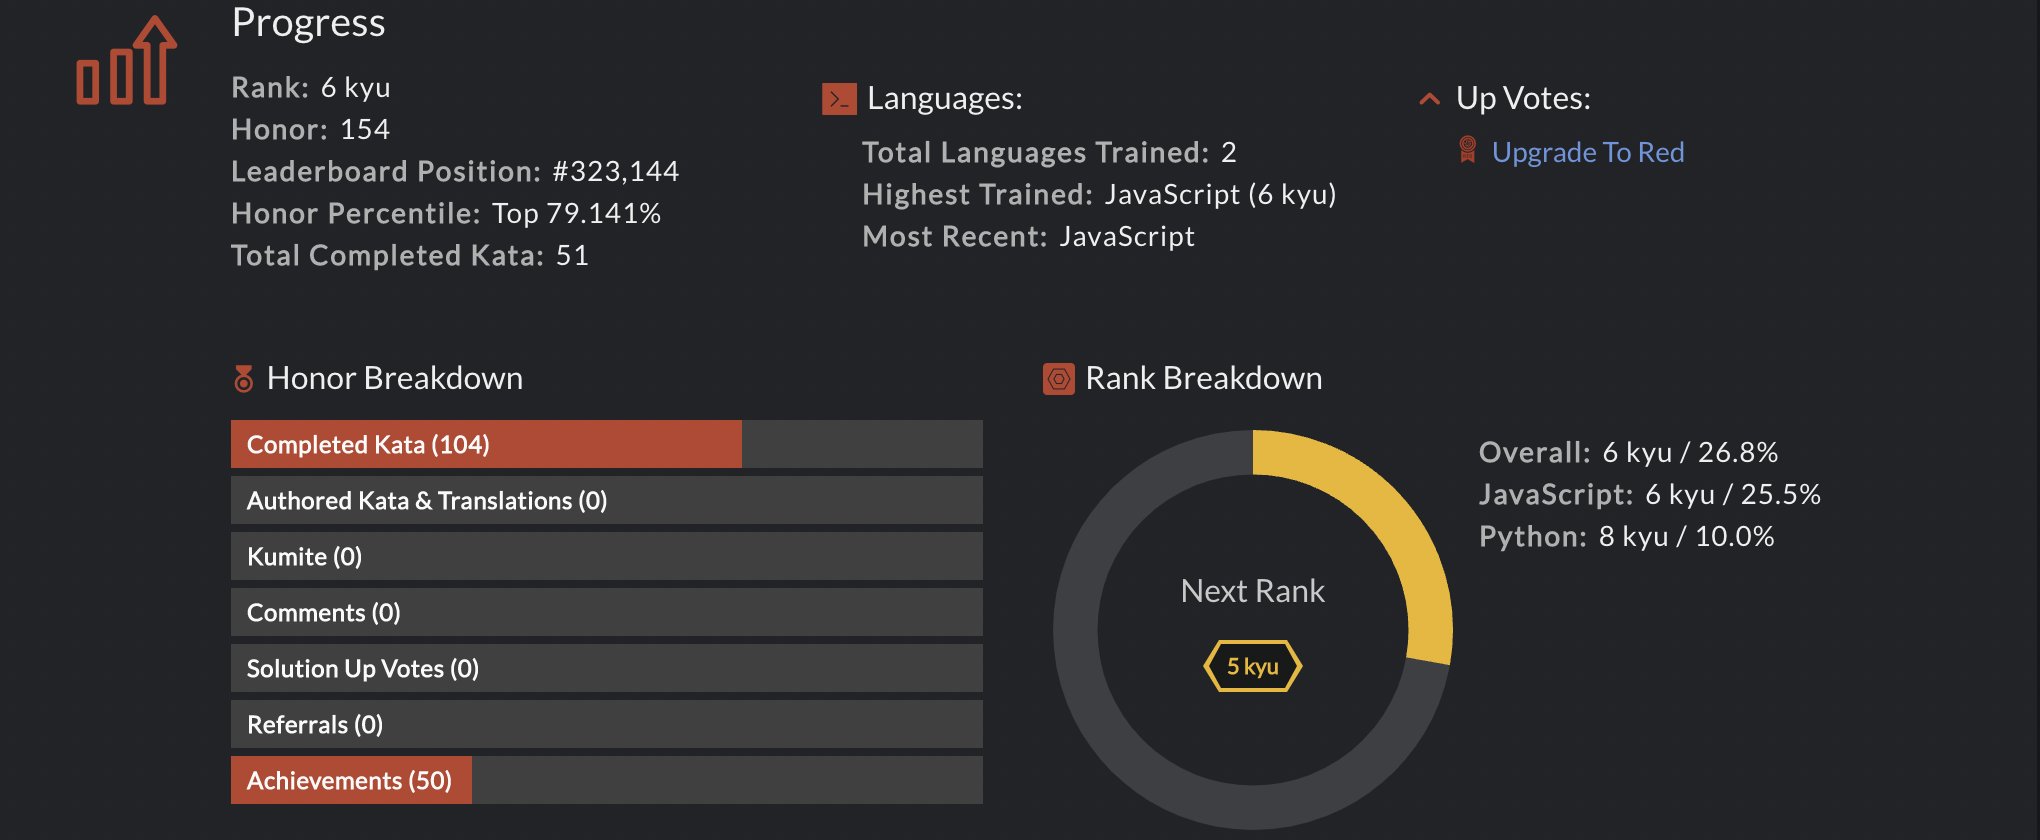 Progress
Rank: 6 kyu
Honor: 154
Leaderboard Position: #323,144
Honor Percentile: Top 79.141%
Total Completed Kata: 51
>_ Languages:
Total Languages Trained: 2
Highest Trained: JavaScript (6 kyu)
Most Recent: JavaScript
Up Votes:
Upgrade To Red
Honor Breakdown
Completed Kata (104)
Authored Kata & Translations (0)
Kumite (0)
Comments (0)
Solution Up Votes (0)
Referrals (0)
Achievements (50)
Rank Breakdown
Next Rank
5 kyu
Overall: 6 kyu / 26.8%
JavaScript: 6 kyu / 25.5%
Python: 8 kyu / 10.0%